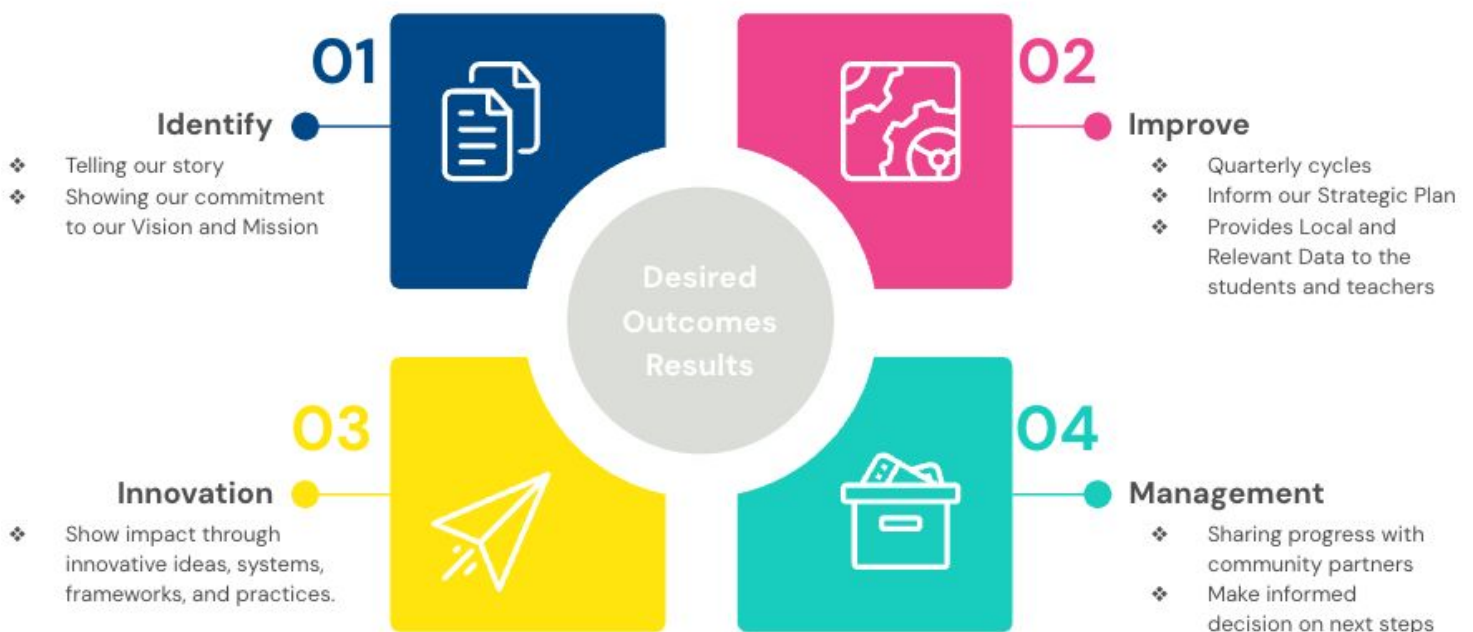 01
Identify
❖ Telling our story
❖ Showing our commitment
to our Vision and Mission
02
Improve
❖ Quarterly cycles
❖ Inform our Strategic Plan
❖ Provides Local and
Relevant Data to the
students and teachers
Desired
Outcomes
Results
03
Innovation
❖ Show impact through
innovative ideas, systems,
frameworks, and practices.
04
Management
❖ Sharing progress with
community partners
❖ Make informed
decision on next steps